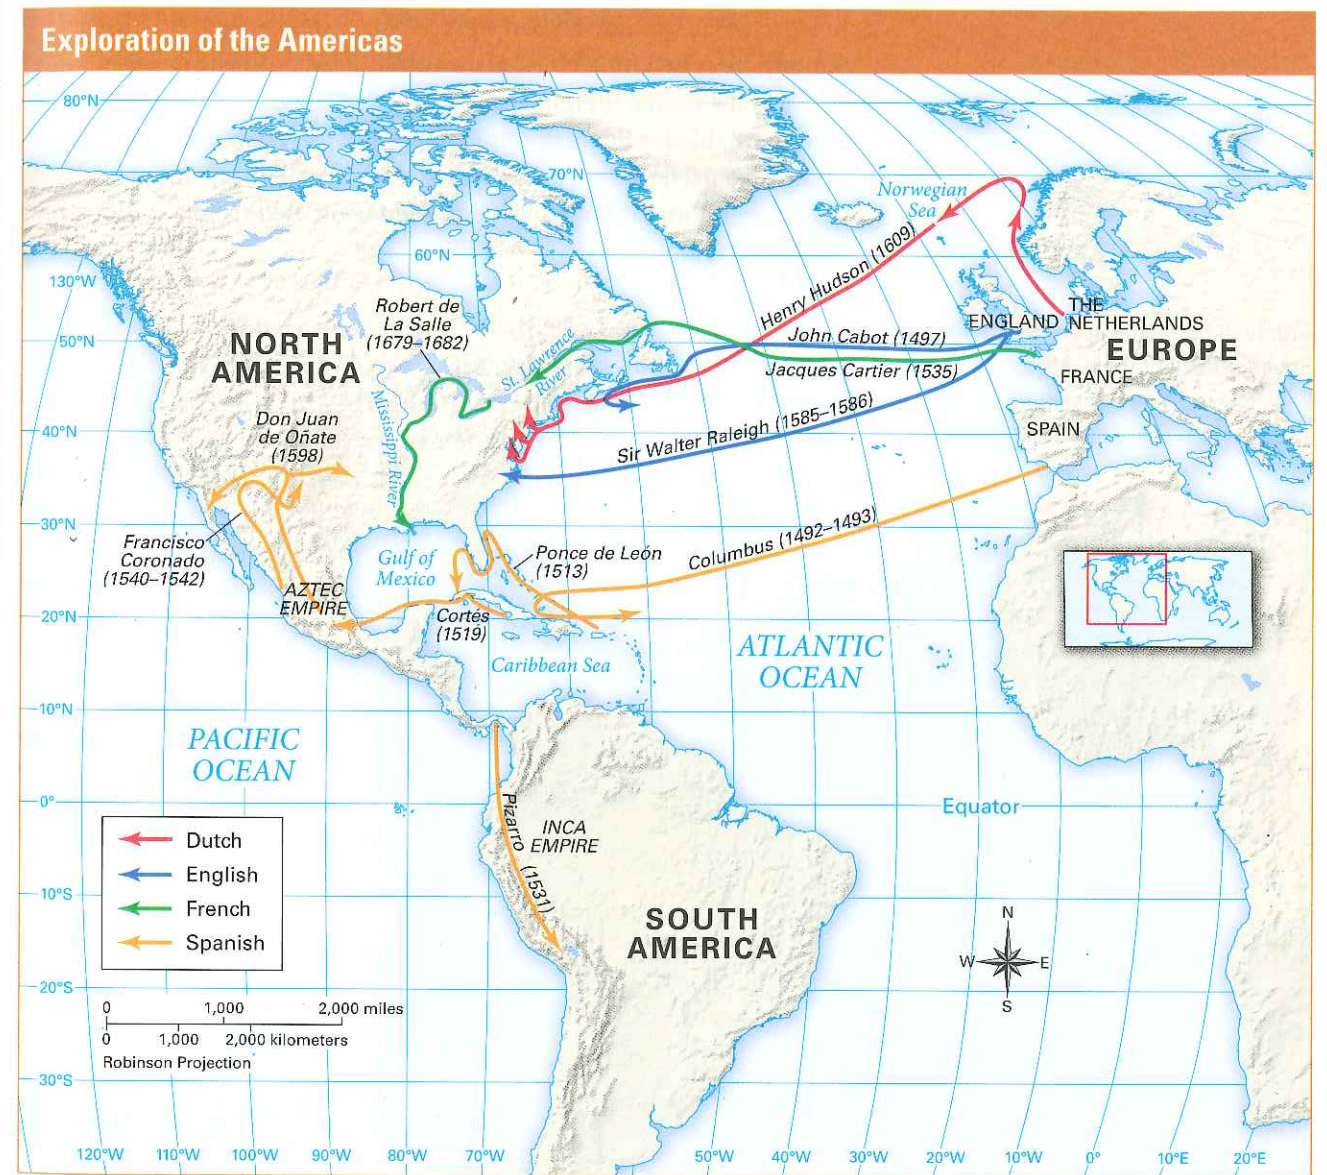 Exploration of the Americas
80°N
70°N
Norwegian
Sea
60°N
130°W
Henry Hudson (1609)
Robert de
La Salle
(1679–1682)
THE
NETHERLANDS
ENGLAND
50°N
NORTH
AMERICA
St. Lawrence
River
John Cabot (1497)
EUROPE
Jacques Cartier (1535)
FRANCE
Mississippi River
Don Juan
de Oñate
(1598)
40°N
Sir Walter Raleigh (1585–1586)
SPAIN
30°N
Francisco
Coronado
(1540–1542)
Gulf of
Mexico
Ponce de León
(1513)
Columbus (1492–1493)
AZTEC
EMPIRE
20°N
Cortés
(1519)
Caribbean Sea
ATLANTIC
OCEAN
10°N
PACIFIC
OCEAN
0°
Equator
Pizarro (1531)
INCA
EMPIRE
Dutch
English
French
Spanish
10°S
SOUTH
AMERICA
N
W
E
S
20°S
0 1,000 2,000 miles
0 1,000 2,000 kilometers
Robinson Projection
30°S
120°W 110°W 100°W 90°W 80°W 70°W 50°W 40°W 30°W 20°W 10°W 0° 10°E 20°E